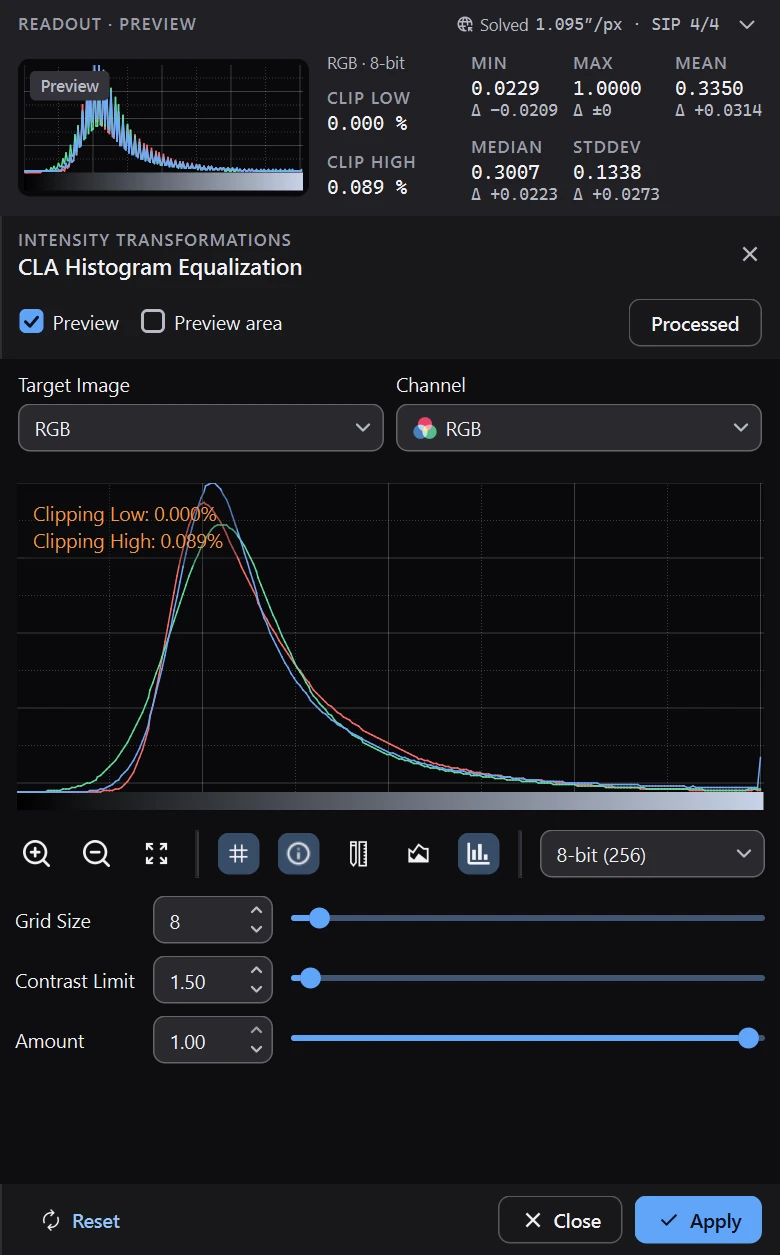 READOUT · PREVIEW
Solved 1.095″/px · SIP 4/4
Preview
RGB · 8-bit
CLIP LOW
0.000 %
CLIP HIGH
0.089 %
MIN
0.0229
Δ −0.0209
MAX
1.0000
Δ ±0
MEAN
0.3350
Δ +0.0314
MEDIAN
0.3007
Δ +0.0223
STDDEV
0.1338
Δ +0.0273
INTENSITY TRANSFORMATIONS
CLA Histogram Equalization
Preview
Preview area
Processed
Target Image
Channel
RGB
RGB
Clipping Low: 0.000%
Clipping High: 0.089%
8-bit (256)
Grid Size
8
Contrast Limit
1.50
Amount
1.00
Reset
Close
Apply